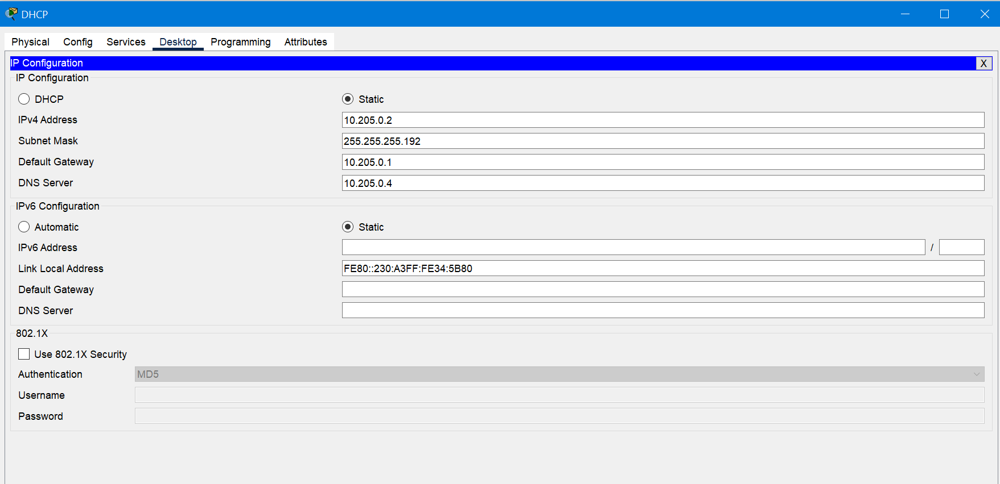 DHCP
Physical Config Services Desktop Programming Attributes
IP Configuration X
IP Configuration
DHCP Static
IPv4 Address 10.205.0.2
Subnet Mask 255.255.255.192
Default Gateway 10.205.0.1
DNS Server 10.205.0.4
IPv6 Configuration
Automatic Static
IPv6 Address /
Link Local Address FE80::230:A3FF:FE34:5B80
Default Gateway
DNS Server
802.1X
Use 802.1X Security
Authentication MD5
Username
Password